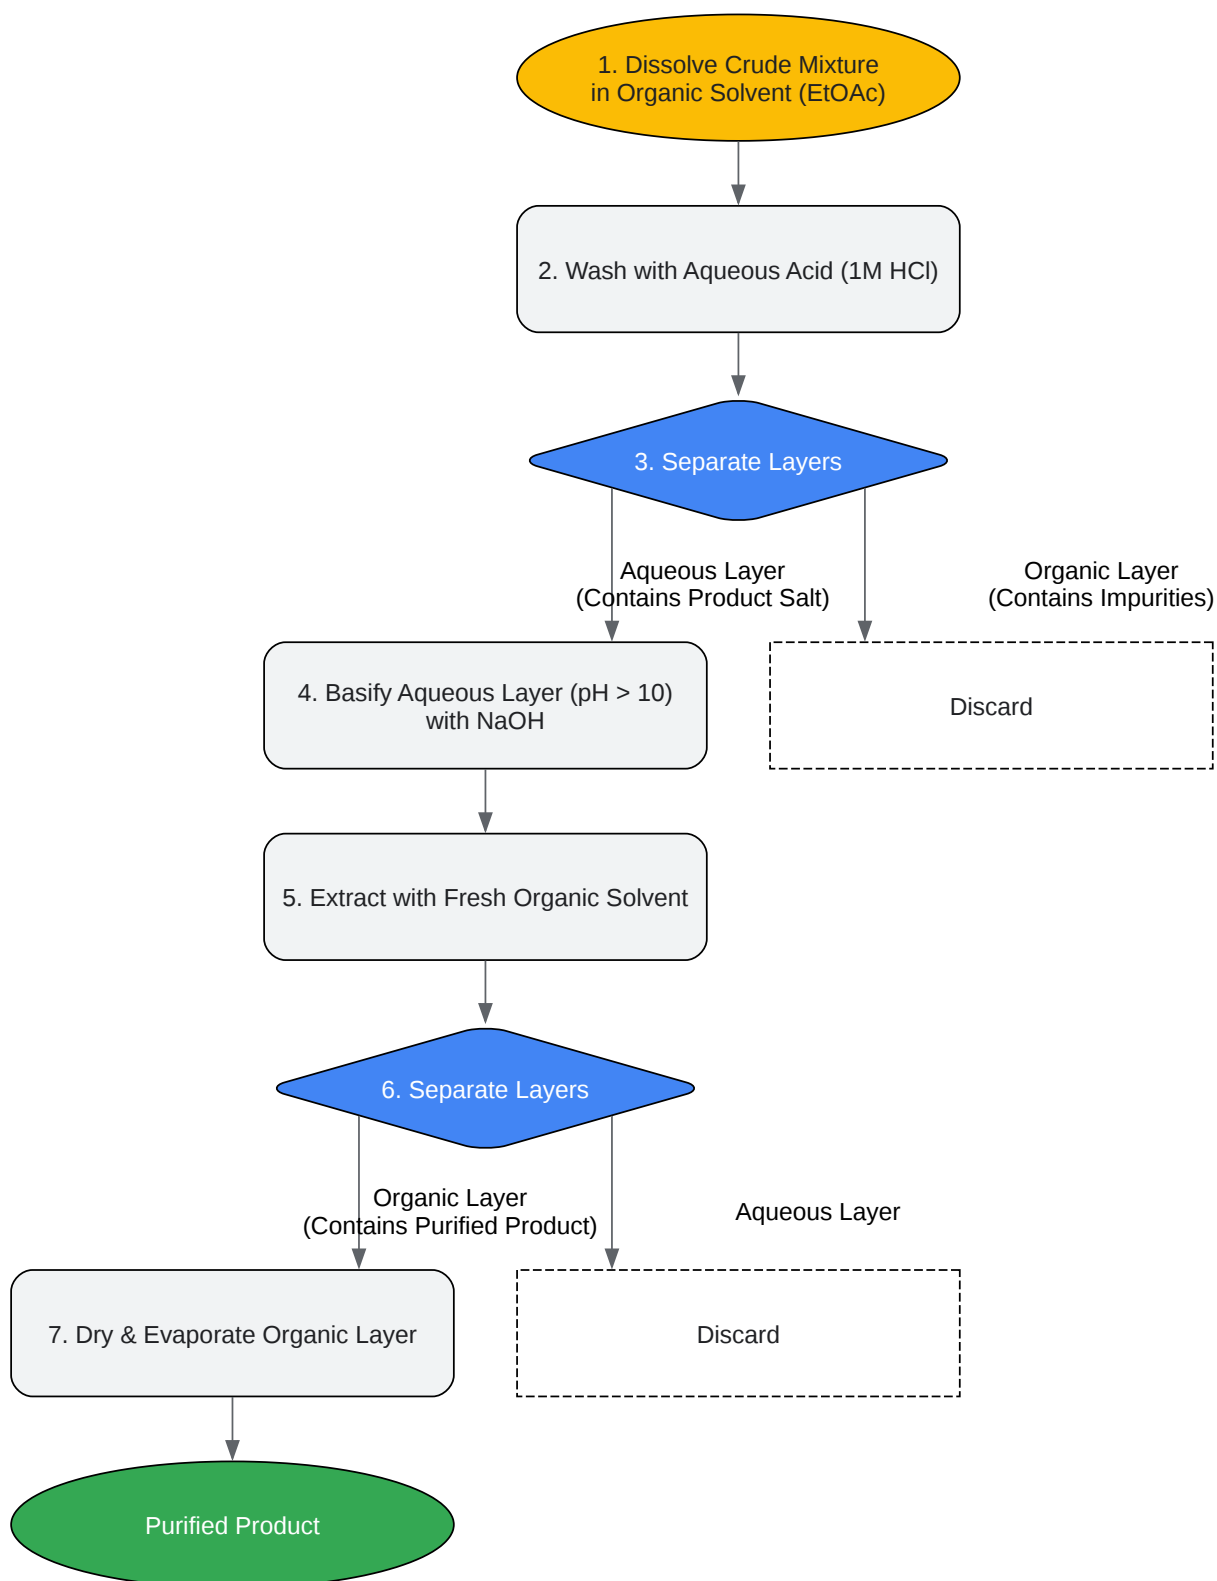 1. Dissolve Crude Mixture
in Organic Solvent (EtOAc)
2. Wash with Aqueous Acid (1M HCl)
3. Separate Layers
Aqueous Layer
(Contains Product Salt)
Organic Layer
(Contains Impurities)
4. Basify Aqueous Layer (pH > 10)
with NaOH
Discard
5. Extract with Fresh Organic Solvent
6. Separate Layers
Organic Layer
(Contains Purified Product)
Aqueous Layer
7. Dry & Evaporate Organic Layer
Discard
Purified Product